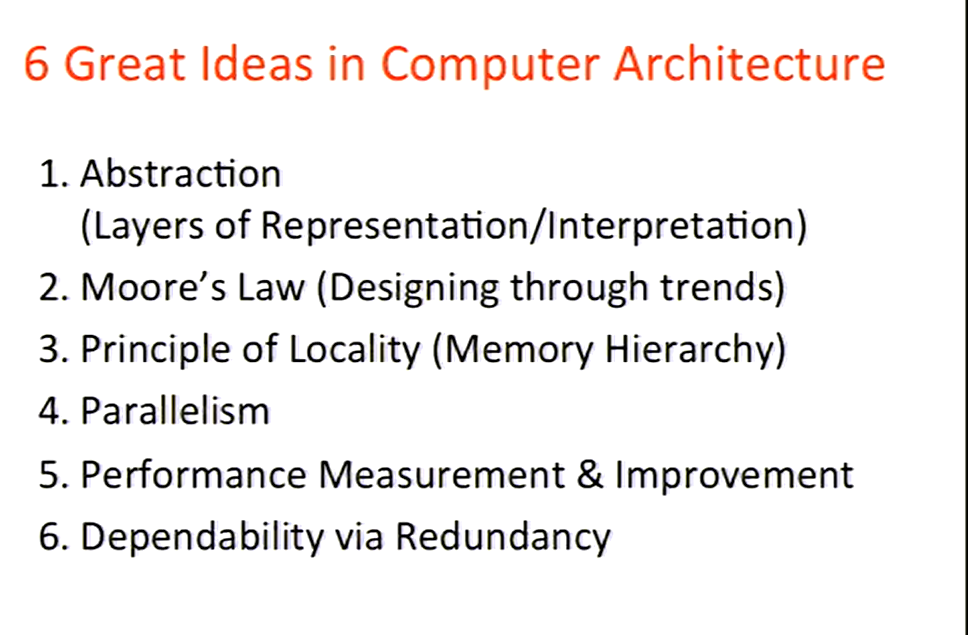 6 Great Ideas in Computer Architecture
1. Abstraction
(Layers of Representation/Interpretation)
2. Moore’s Law (Designing through trends)
3. Principle of Locality (Memory Hierarchy)
4. Parallelism
5. Performance Measurement & Improvement
6. Dependability via Redundancy